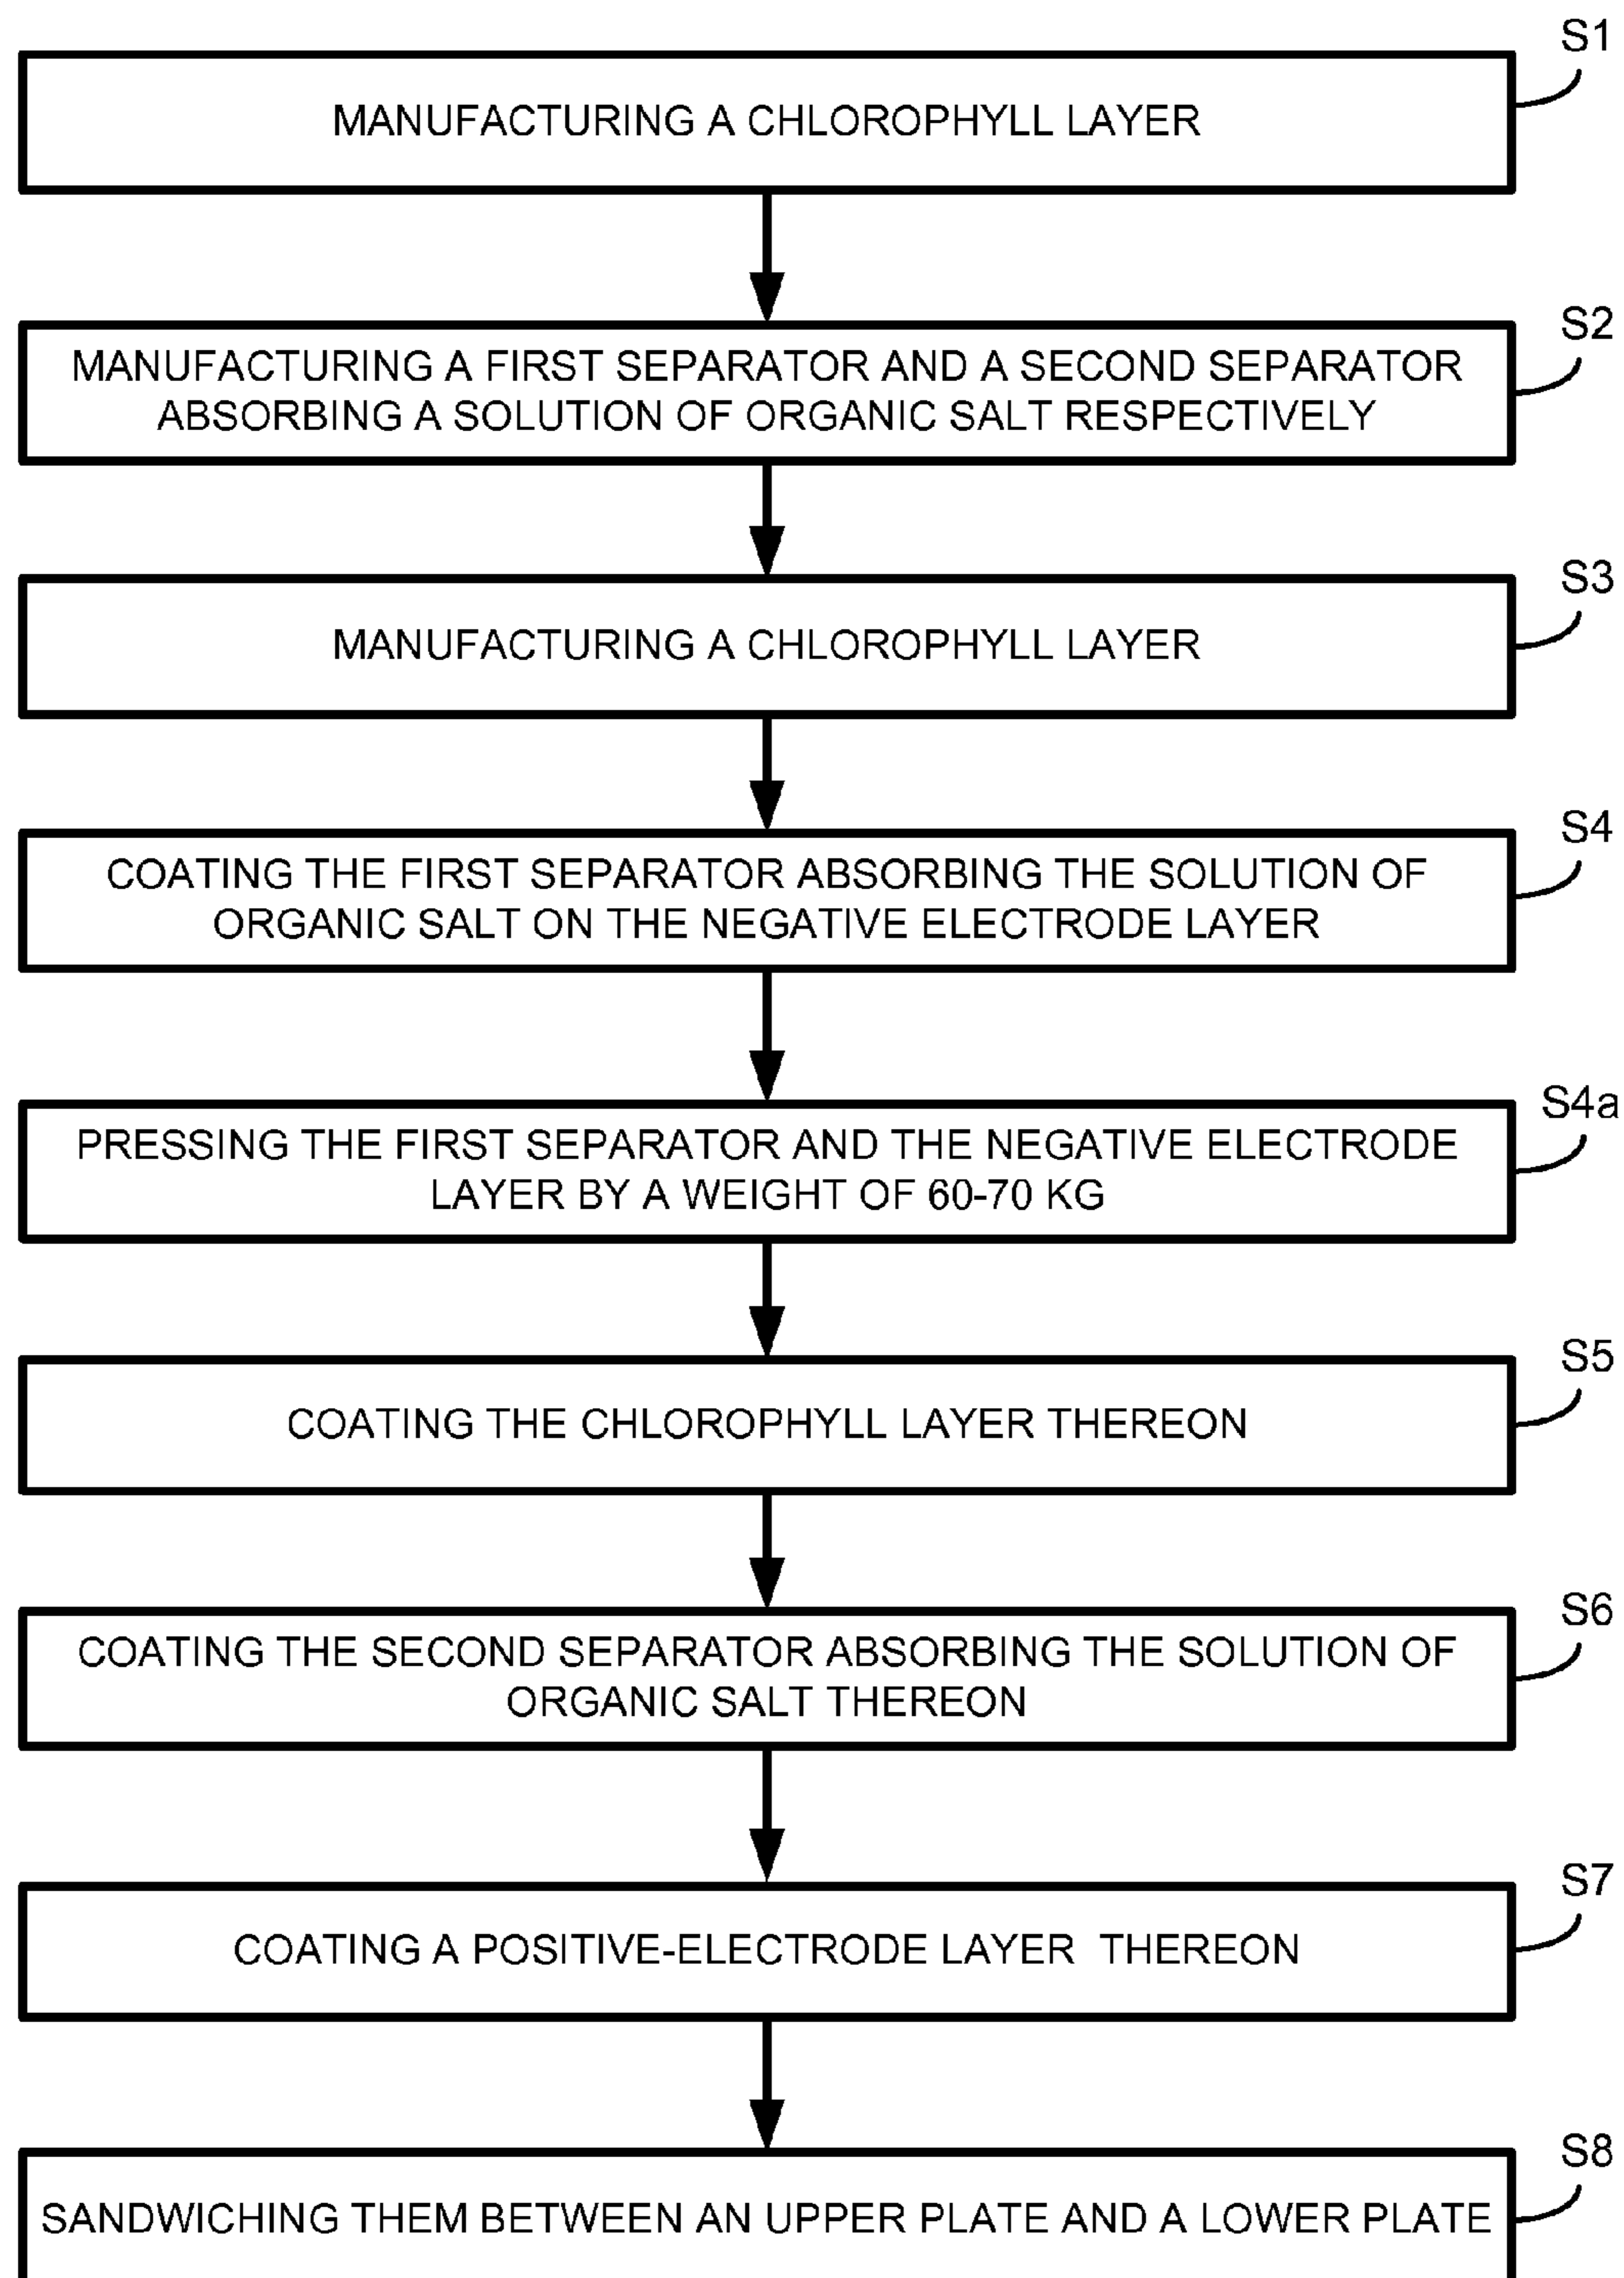 S1
MANUFACTURING A CHLOROPHYLL LAYER
S2
MANUFACTURING A FIRST SEPARATOR AND A SECOND SEPARATOR
ABSORBING A SOLUTION OF ORGANIC SALT RESPECTIVELY
S3
MANUFACTURING A CHLOROPHYLL LAYER
S4
COATING THE FIRST SEPARATOR ABSORBING THE SOLUTION OF
ORGANIC SALT ON THE NEGATIVE ELECTRODE LAYER
S4a
PRESSING THE FIRST SEPARATOR AND THE NEGATIVE ELECTRODE
LAYER BY A WEIGHT OF 60-70 KG
S5
COATING THE CHLOROPHYLL LAYER THEREON
S6
COATING THE SECOND SEPARATOR ABSORBING THE SOLUTION OF
ORGANIC SALT THEREON
S7
COATING A POSITIVE-ELECTRODE LAYER THEREON
S8
SANDWICHING THEM BETWEEN AN UPPER PLATE AND A LOWER PLATE